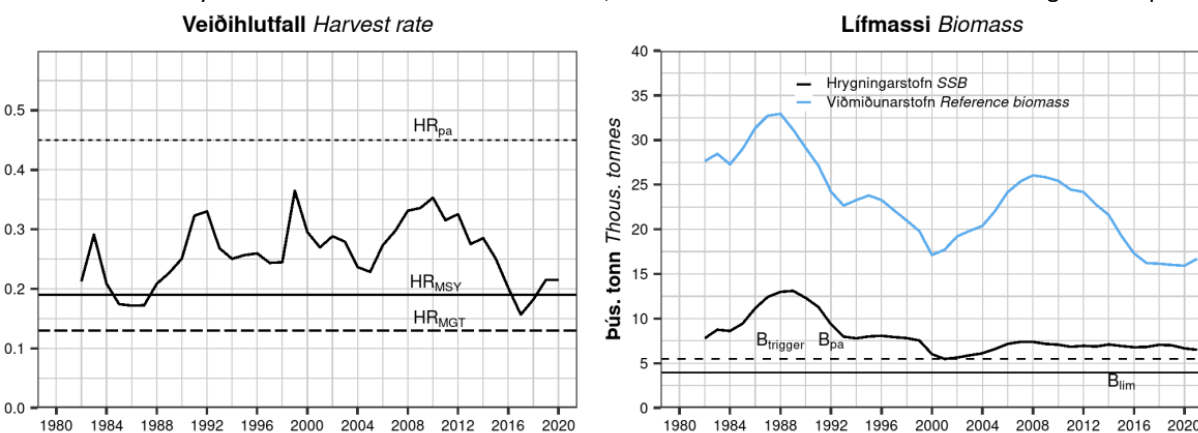 Veiðihlutfall Harvest rate
0.5
0.4
0.3
0.2
0.1
0.0
HRpa
HRMSY
HRMGT
1980 1984 1988 1992 1996 2000 2004 2008 2012 2016 2020
Lífmassi Biomass
Þús. tonn Thous. tonnes
40
35
30
25
20
15
10
5
0
Hrygningarstofn SSB
Viðmiðunarstofn Reference biomass
Btrigger Bpa
Blim
1980 1984 1988 1992 1996 2000 2004 2008 2012 2016 2020